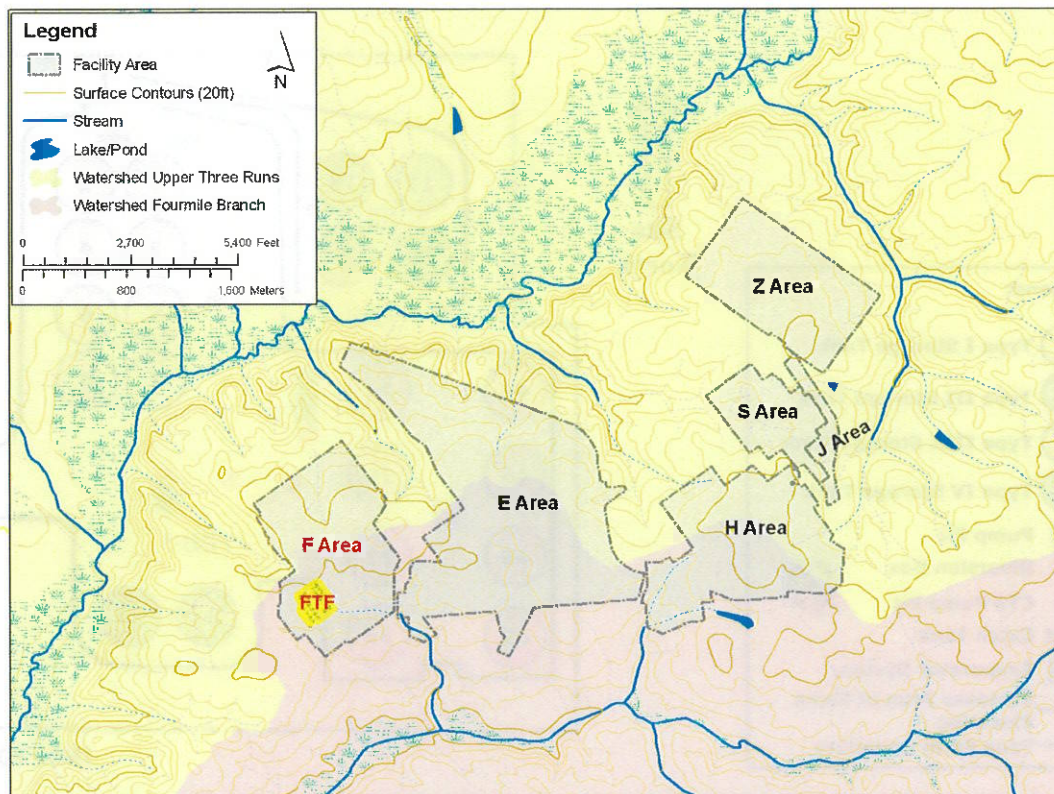 Legend
N
Facility Area
Surface Contours (20ft)
Stream
Lake/Pond
Watershed Upper Three Runs
Watershed Fourmile Branch
0 2,700 5,400 Feet
0 800 1,600 Meters
Z Area
S Area
J Area
E Area
H Area
F Area
FTF